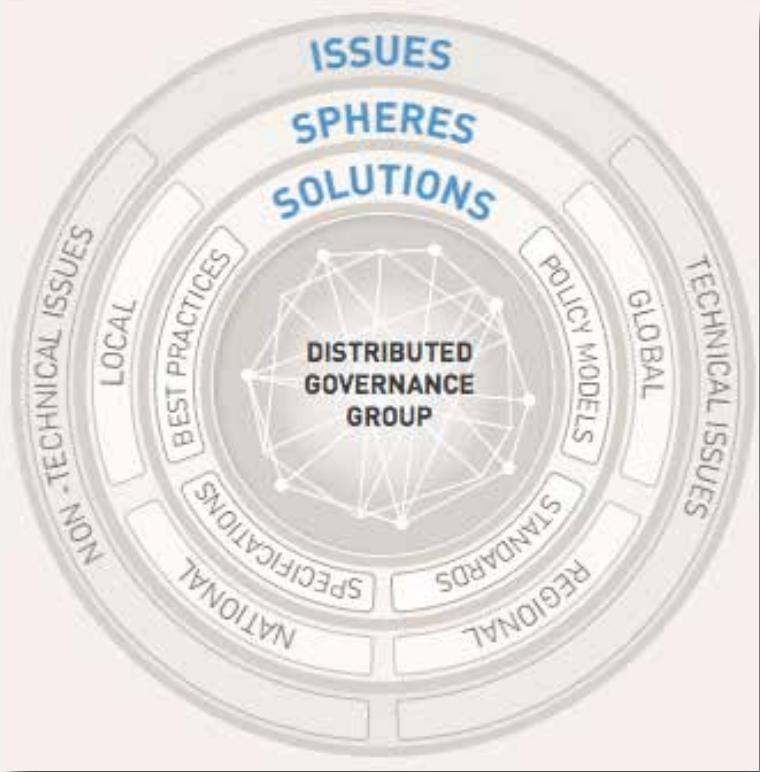 ISSUES
SPHERES
SOLUTIONS
DISTRIBUTED
GOVERNANCE
GROUP
BEST PRACTICES
POLICY MODELS
SPECIFICATIONS
STANDARDS
LOCAL
GLOBAL
NATIONAL
REGIONAL
NON -TECHNICAL ISSUES
TECHNICAL ISSUES